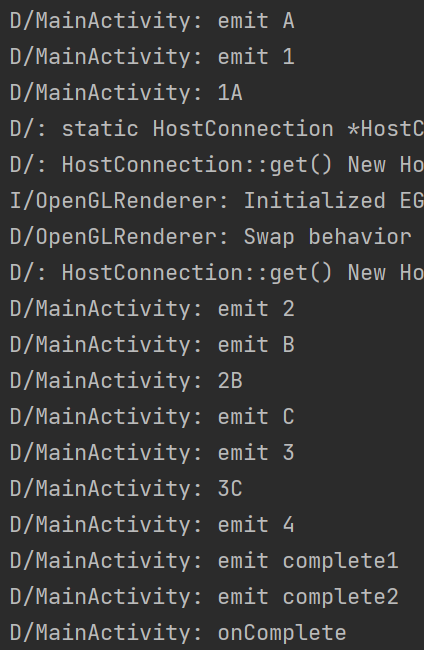 D/MainActivity: emit A
D/MainActivity: emit 1
D/MainActivity: 1A
D/: static HostConnection *HostC
D/: HostConnection::get() New Ho
I/OpenGLRenderer: Initialized EG
D/OpenGLRenderer: Swap behavior
D/: HostConnection::get() New Ho
D/MainActivity: emit 2
D/MainActivity: emit B
D/MainActivity: 2B
D/MainActivity: emit C
D/MainActivity: emit 3
D/MainActivity: 3C
D/MainActivity: emit 4
D/MainActivity: emit complete1
D/MainActivity: emit complete2
D/MainActivity: onComplete